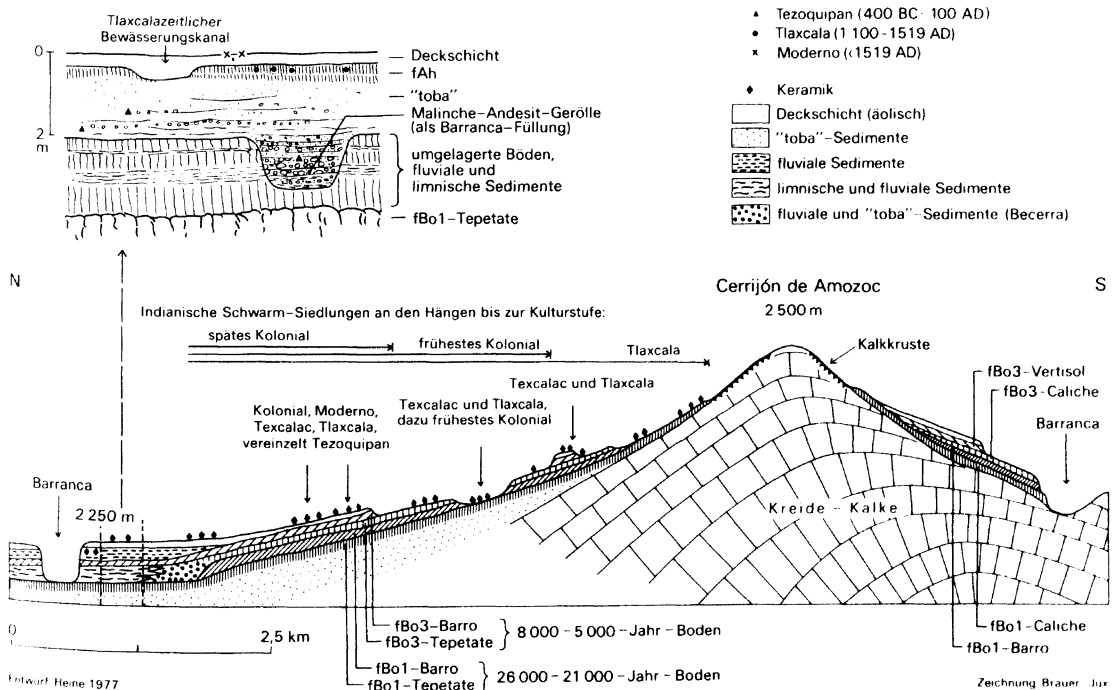 Tlaxcalazeitlicher
Bewässerungskanal
0
2
m
Deckschicht
fAh
"toba"
Malinche-Andesit-Gerölle
(als Barranca-Füllung)
umgelagerte Böden,
fluviale und
limnische Sedimente
fBo1-Tepetate
Tezoquipan (400 BC- 100 AD)
Tlaxcala (1 100-1519 AD)
Moderno (<1519 AD)
Keramik
Deckschicht (äolisch)
"toba"-Sedimente
fluviale Sedimente
limnische und fluviale Sedimente
fluviale und "toba"-Sedimente (Becerra)
N
S
Cerrijón de Amozoc
2 500 m
Indianische Schwarm-Siedlungen an den Hängen bis zur Kulturstufe:
spätes Kolonial
frühestes Kolonial
Tlaxcala
Kalkkruste
fBo3-Vertisol
fBo3-Caliche
Barranca
Texcalac und Tlaxcala
Texcalac und Tlaxcala,
dazu frühestes Kolonial
Kolonial, Moderno,
Texcalac, Tlaxcala,
vereinzelt Tezoquipan
Barranca
2 250 m
Kreide-Kalke
0
2,5 km
fBo3-Barro
fBo3-Tepetate
8 000 - 5 000 - Jahr - Boden
fBo1-Barro
fBo1-Tepetate
26 000 - 21 000 - Jahr - Boden
fBo1-Caliche
fBo1-Barro
Entwurf Heine 1977
Zeichnung Brauer, Jux